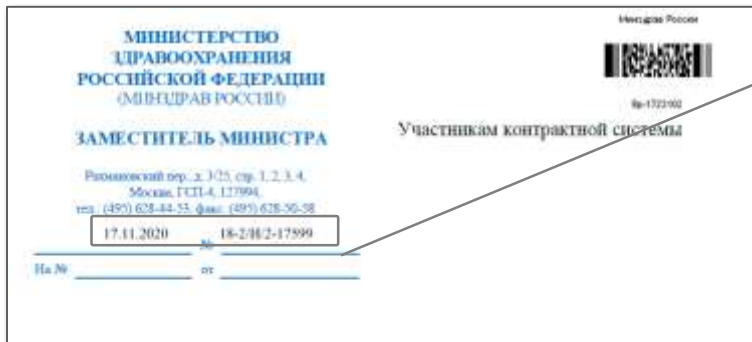 МИНИСТЕРСТВО
ЗДРАВООХРАНЕНИЯ
РОССИЙСКОЙ ФЕДЕРАЦИИ
(МИНЗДРАВ РОССИИ)
ЗАМЕСТИТЕЛЬ МИНИСТРА
Рахмановский пер., д. 3/25, стр. 1, 2, 3, 4,
Москва, ГСП-4, 127994,
тел.: (495) 628-44-53, факс: (495) 628-50-58
17.11.2020 № 18-2/И/2-17599
На № от
Минздрав России
Вр-1723102
Участникам контрактной системы